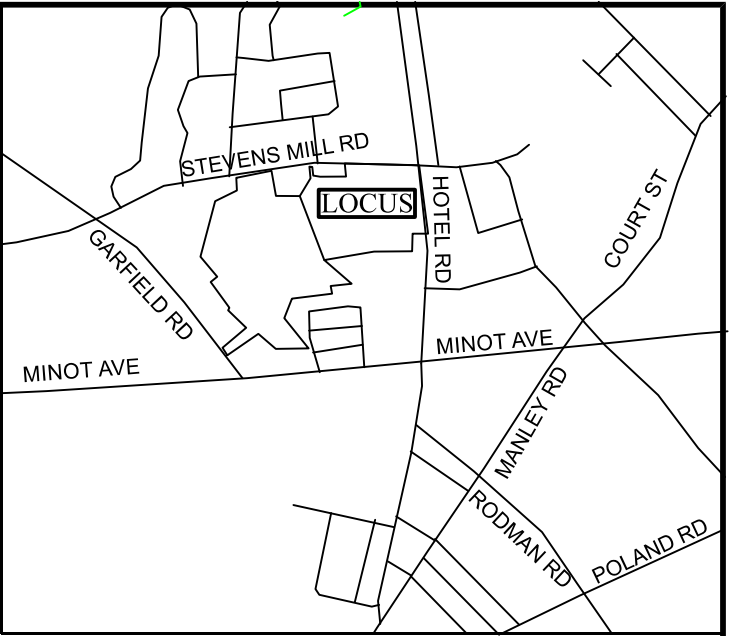 STEVENS MILL RD
LOCUS
HOTEL RD
COURT ST
GARFIELD RD
MINOT AVE
MINOT AVE
MANLEY RD
RODMAN RD
POLAND RD